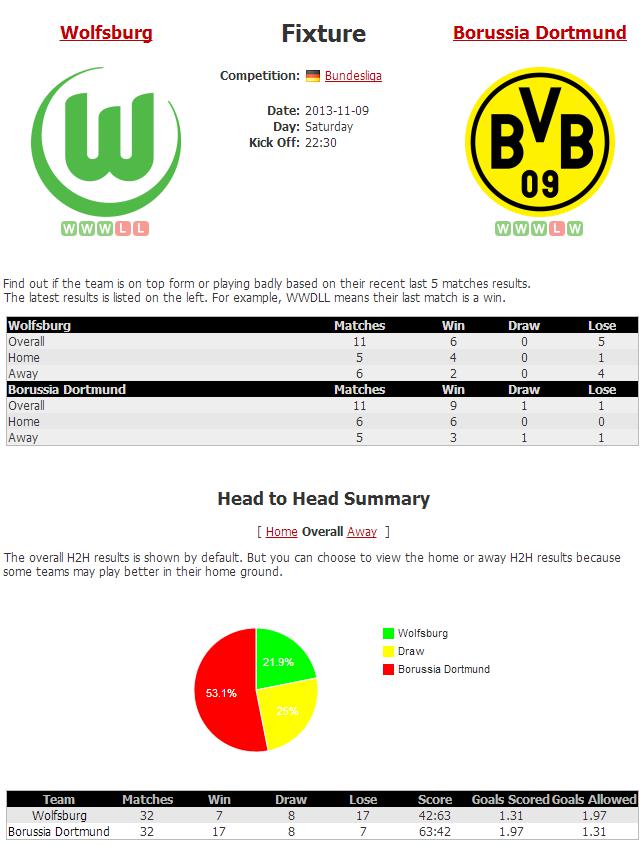 Wolfsburg
Fixture
Borussia Dortmund
Competition: Bundesliga
Date: 2013-11-09
Day: Saturday
Kick Off: 22:30
W
BVB
09
W W W L L
W W W L W
Find out if the team is on top form or playing badly based on their recent last 5 matches results.
The latest results is listed on the left. For example, WWDLL means their last match is a win.
Wolfsburg Matches Win Draw Lose
Overall 11 6 0 5
Home 5 4 0 1
Away 6 2 0 4
Borussia Dortmund Matches Win Draw Lose
Overall 11 9 1 1
Home 6 6 0 0
Away 5 3 1 1
Head to Head Summary
[ Home Overall Away ]
The overall H2H results is shown by default. But you can choose to view the home or away H2H results because
some teams may play better in their home ground.
Wolfsburg
Draw
Borussia Dortmund
21.9%
53.1%
25%
Team Matches Win Draw Lose Score Goals Scored Goals Allowed
Wolfsburg 32 7 8 17 42:63 1.31 1.97
Borussia Dortmund 32 17 8 7 63:42 1.97 1.31